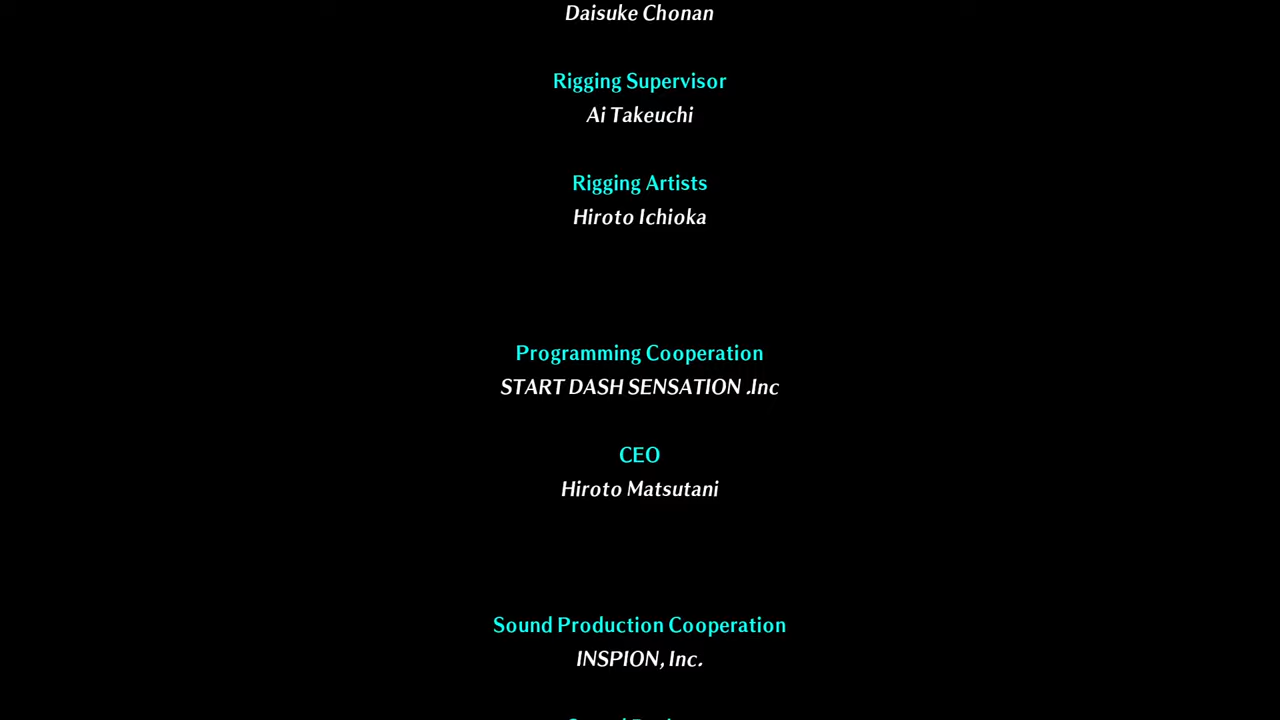 Daisuke Chonan
Rigging Supervisor
Ai Takeuchi
Rigging Artists
Hiroto Ichioka
Programming Cooperation
START DASH SENSATION .Inc
CEO
Hiroto Matsutani
Sound Production Cooperation
INSPION, Inc.